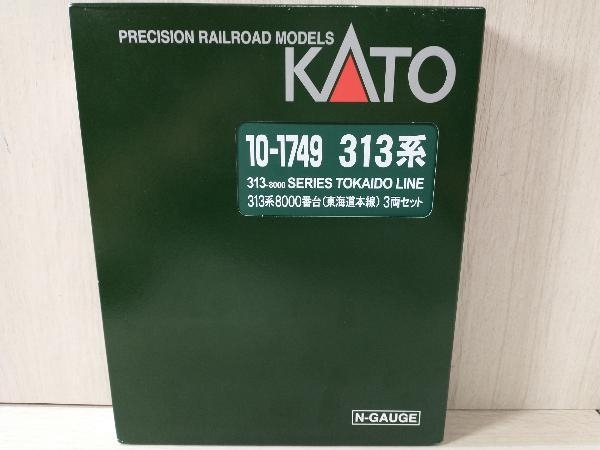 PRECISION RAILROAD MODELS
KATO
10-1749 313系
313-8000 SERIES TOKAIDO LINE
313系8000番台(東海道本線)3両セット
N-GAUGE